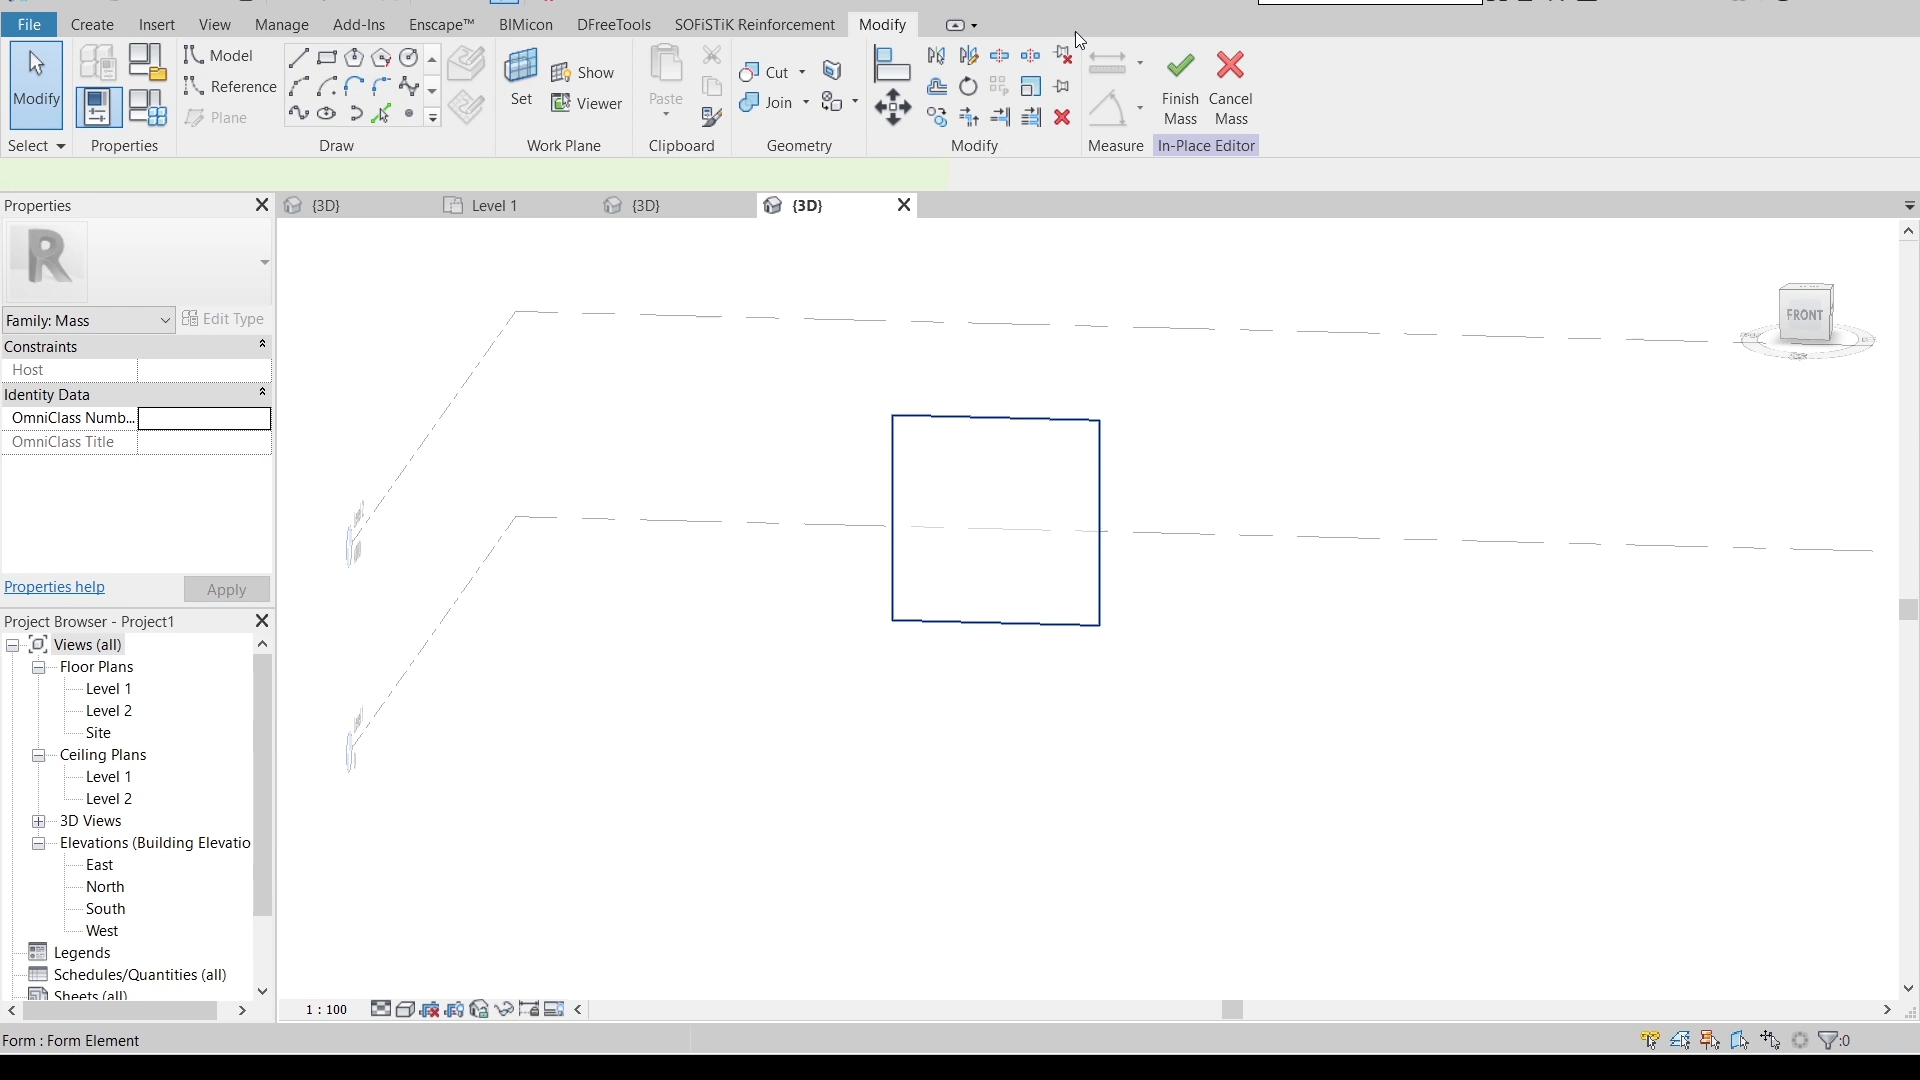 File Create Insert View Manage Add-Ins Enscape™ BIMicon DFreeTools SOFiSTiK Reinforcement Modify
Modify
Model
Reference
Plane
Set
Show
Viewer
Paste
Cut
Join
Finish Mass
Cancel Mass
Select Properties Draw Work Plane Clipboard Geometry Modify Measure In-Place Editor
Properties
{3D} Level 1 {3D} {3D}
R
Family: Mass Edit Type
Constraints
Host
Identity Data
OmniClass Numb...
OmniClass Title
Properties help Apply
FRONT
Project Browser - Project1
Views (all)
Floor Plans
Level 1
Level 2
Site
Ceiling Plans
Level 1
Level 2
3D Views
Elevations (Building Elevatio
East
North
South
West
Legends
Schedules/Quantities (all)
Sheets (all)
1 : 100
Form : Form Element
:0